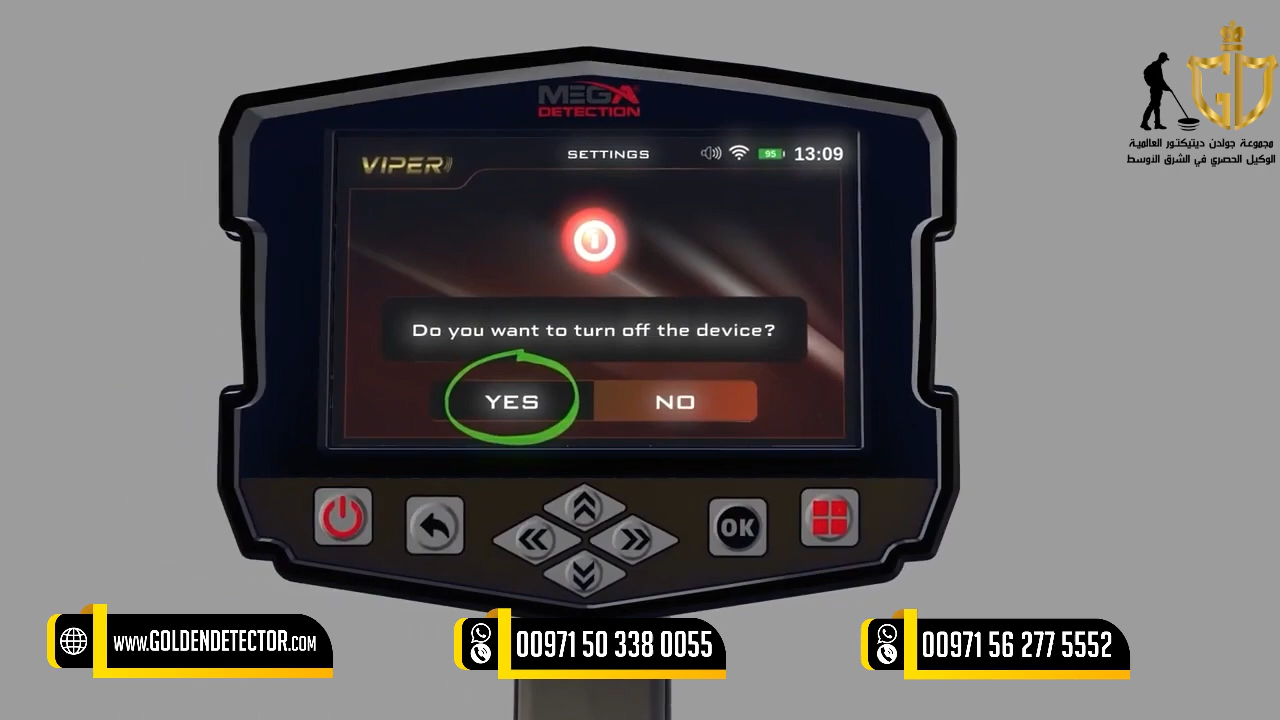 MEGA
DETECTION
VIPER
SETTINGS
95
13:09
Do you want to turn off the device?
YES
NO
OK
مجموعة جولدن ديتيكتور العالمية
الوكيل الحصري في الشرق الأوسط
www.GOLDENDETECTOR.com
00971 50 338 0055
00971 56 277 5552